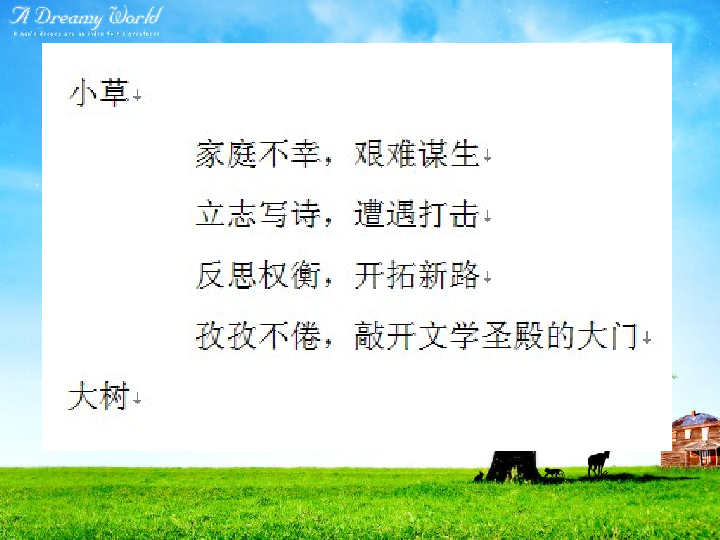 A Dreamy World
小草↓
家庭不幸，艰难谋生↓
立志写诗，遭遇打击↓
反思权衡，开拓新路↓
孜孜不倦，敲开文学圣殿的大门↓
大树↓